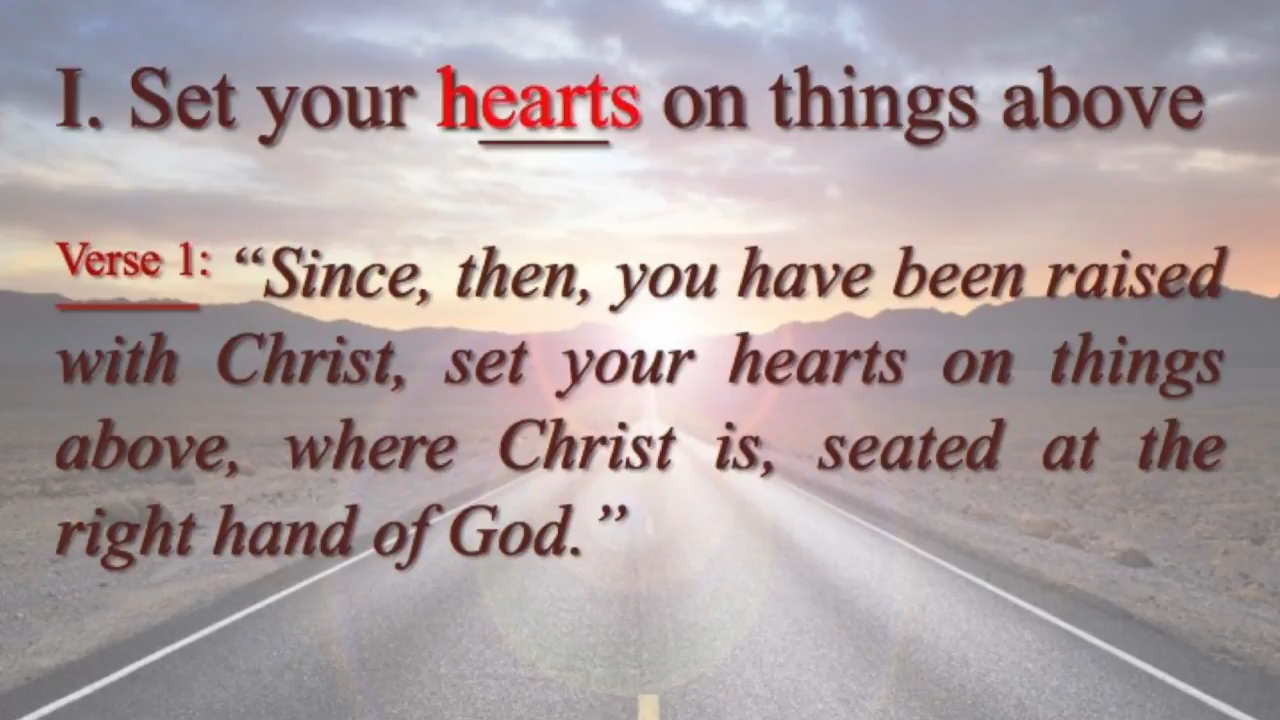 I. Set your hearts on things above
Verse 1: “Since, then, you have been raised
with Christ, set your hearts on things
above, where Christ is, seated at the
right hand of God.”